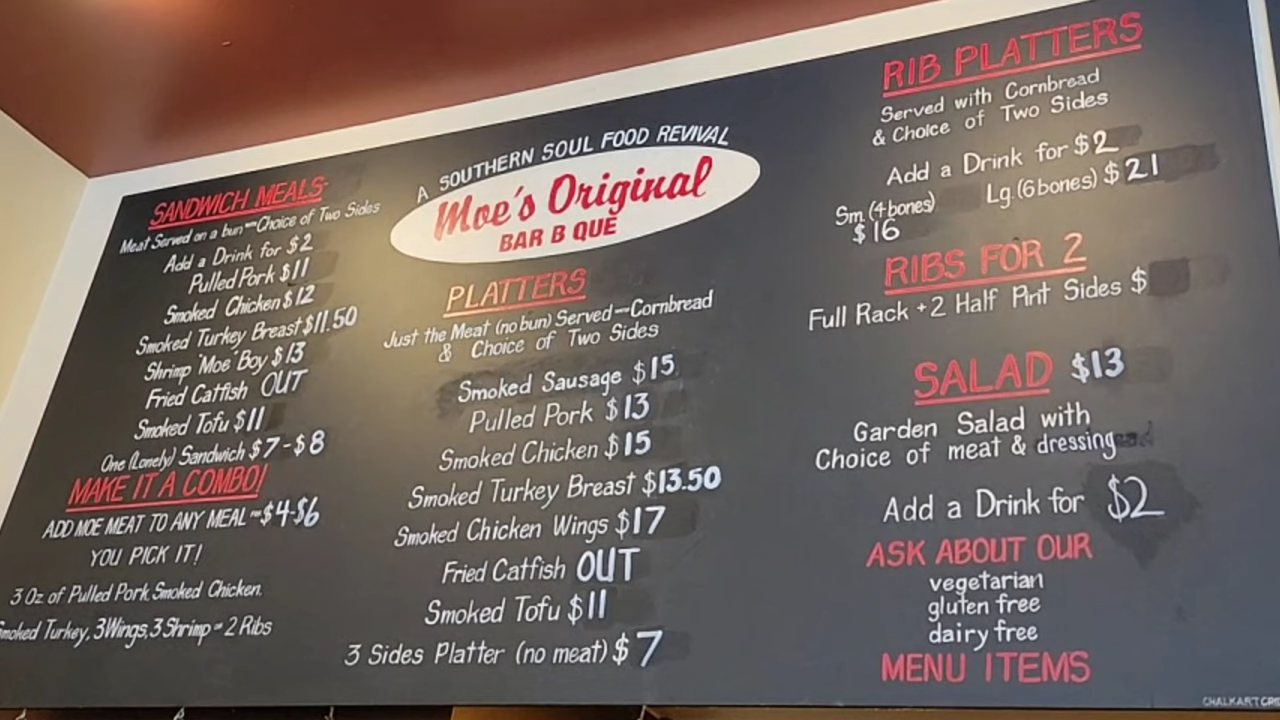 SANDWICH MEALS
Meat Served on a bun Choice of Two Sides
Add a Drink for $2
Pulled Pork $11
Smoked Chicken $12
Smoked Turkey Breast $11.50
Shrimp "Moe" Boy $13
Fried Catfish OUT
Smoked Tofu $11
One (Lonely) Sandwich $7-$8
MAKE IT A COMBO!
ADD MOE MEAT TO ANY MEAL $4-$6
YOU PICK IT!
3 Oz of Pulled Pork, Smoked Chicken,
Smoked Turkey, 3 Wings, 3 Shrimp - 2 Ribs
A SOUTHERN SOUL FOOD REVIVAL
Moe's Original
BAR B QUE
PLATTERS
Just the Meat (no bun) Served—Cornbread
& Choice of Two Sides
Smoked Sausage $15
Pulled Pork $13
Smoked Chicken $15
Smoked Turkey Breast $13.50
Smoked Chicken Wings $17
Fried Catfish OUT
Smoked Tofu $11
3 Sides Platter (no meat) $7
RIB PLATTERS
Served with Cornbread
& Choice of Two Sides
Add a Drink for $2
Sm. (4 bones) Lg. (6 bones) $21
$16
RIBS FOR 2
Full Rack + 2 Half Pint Sides $
SALAD $13
Garden Salad with
Choice of meat & dressing
Add a Drink for $2
ASK ABOUT OUR
vegetarian
gluten free
dairy free
MENU ITEMS